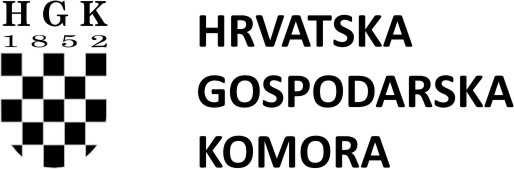 HGK
1852
HRVATSKA
GOSPODARSKA
KOMORA